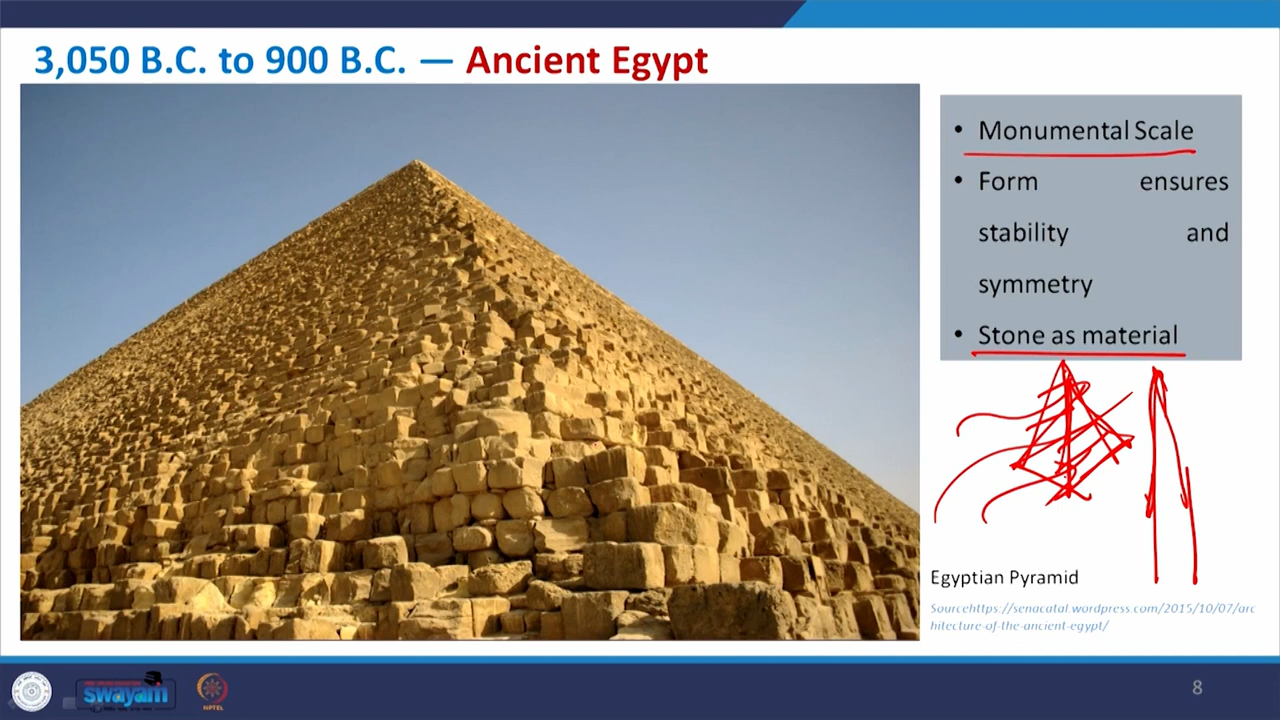 3,050 B.C. to 900 B.C. — Ancient Egypt
• Monumental Scale
• Form ensures
stability and
symmetry
• Stone as material
Egyptian Pyramid
Sourcehttps://senacatal.wordpress.com/2015/10/07/arc
hitecture-of-the-ancient-egypt/
swayam
NPTEL
8